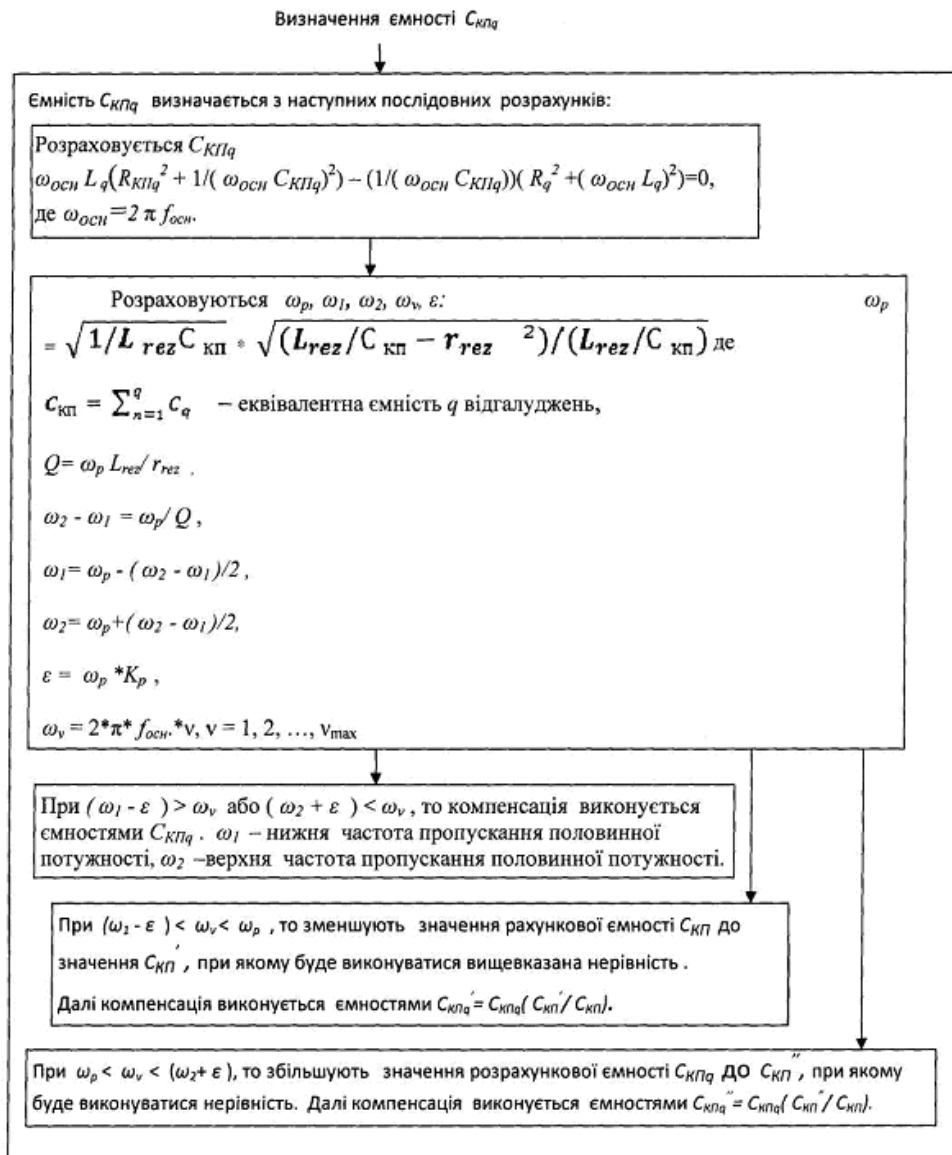 Визначення ємності C_КПq
Ємність C_КПq визначається з наступних послідовних розрахунків:
Розраховується C_КПq
ω_осн L_q(R_КПq² + 1/( ω_осн C_КПq)²) – (1/( ω_осн C_КПq))( R_q² +( ω_осн L_q)²)=0,
де ω_осн=2 π f_осн.
Розраховуються ω_p, ω_1, ω_2, ω_v, ε: ω_p
= √(1/L_rez C_кп) * √((L_rez/C_кп − r_rez ²)/(L_rez/C_кп)) де
C_кп = ∑_{n=1}^{q} C_q – еквівалентна ємність q відгалуджень,
Q= ω_p L_rez/ r_rez .
ω_2 - ω_1 = ω_p/ Q ,
ω_1= ω_p - ( ω_2 - ω_1)/2 ,
ω_2= ω_p+( ω_2 - ω_1)/2,
ε = ω_p *K_p ,
ω_v = 2*π* f_осн.*ν, ν = 1, 2, …, ν_max
При ( ω_1 - ε ) > ω_v або ( ω_2 + ε ) < ω_v , то компенсація виконується
ємностями C_КПq . ω_1 – нижня частота пропускання половинної
потужності, ω_2 –верхня частота пропускання половинної потужності.
При (ω_1 - ε ) < ω_v< ω_p , то зменшують значення рахункової ємності C_КП до
значення C_КП′ , при якому буде виконуватися вищевказана нерівність .
Далі компенсація виконується ємностями C_КПq′= C_КПq( C_КП′/ C_КП).
При ω_p < ω_v < (ω_2+ ε ), то збільшують значення розрахункової ємності C_КПq ДО C_КП″, при якому
буде виконуватися нерівність. Далі компенсація виконується ємностями C_КПq″= C_КПq( C_КП″/ C_КП).